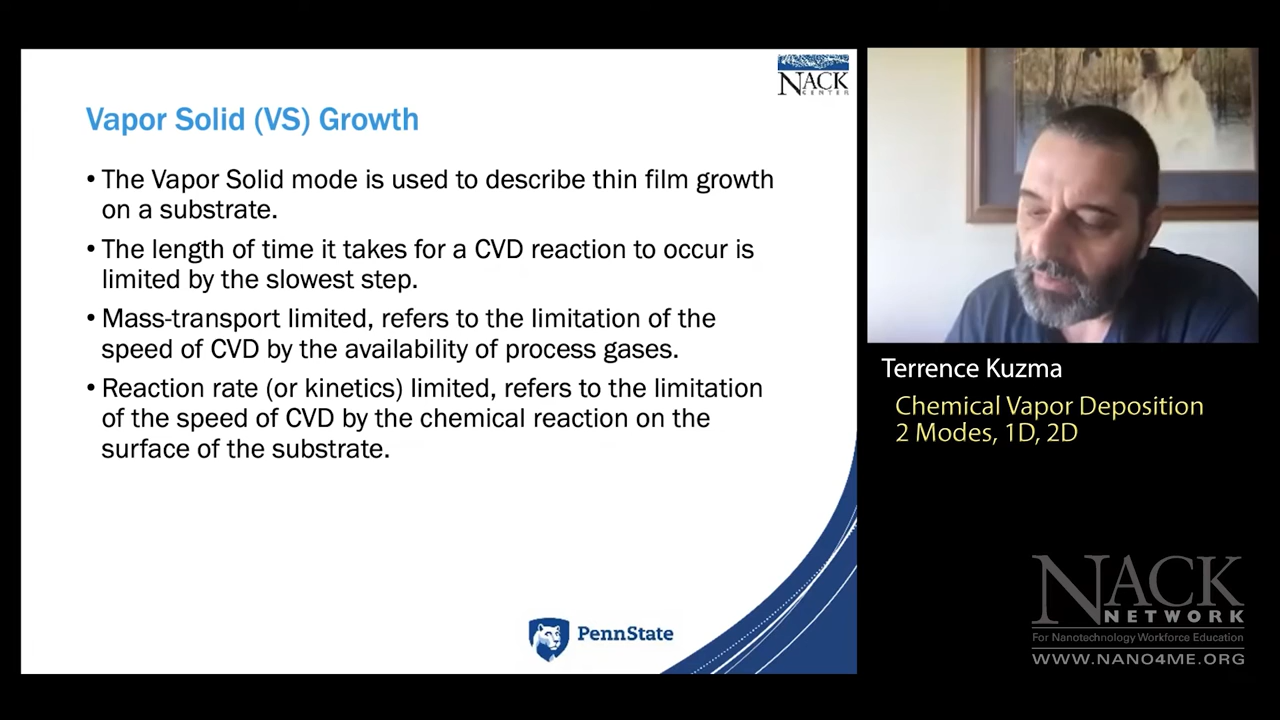 NACK
CENTER
Vapor Solid (VS) Growth
• The Vapor Solid mode is used to describe thin film growth
on a substrate.
• The length of time it takes for a CVD reaction to occur is
limited by the slowest step.
• Mass-transport limited, refers to the limitation of the
speed of CVD by the availability of process gases.
• Reaction rate (or kinetics) limited, refers to the limitation
of the speed of CVD by the chemical reaction on the
surface of the substrate.
PennState
Terrence Kuzma
Chemical Vapor Deposition
2 Modes, 1D, 2D
NACK
NETWORK
For Nanotechnology Workforce Education
WWW.NANO4ME.ORG